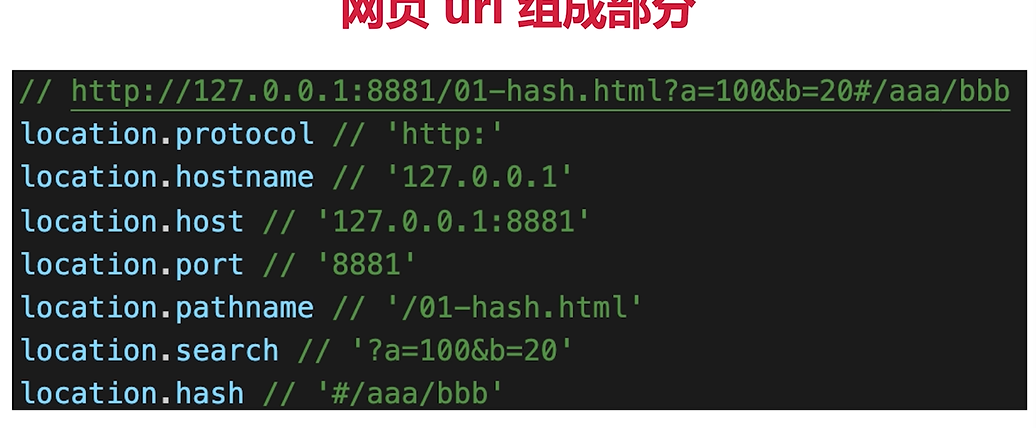 网页 url 组成部分
// http://127.0.0.1:8881/01-hash.html?a=100&b=20#/aaa/bbb
location.protocol // 'http:'
location.hostname // '127.0.0.1'
location.host // '127.0.0.1:8881'
location.port // '8881'
location.pathname // '/01-hash.html'
location.search // '?a=100&b=20'
location.hash // '#/aaa/bbb'